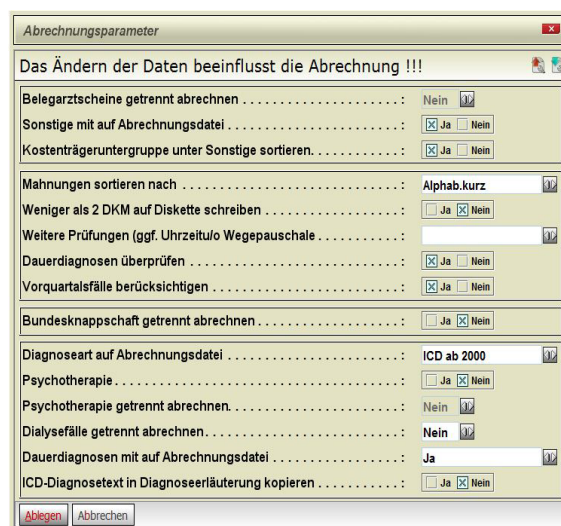 Abrechnungsparameter
Das Ändern der Daten beeinflusst die Abrechnung !!!
Belegarztscheine getrennt abrechnen . . . . . . . . . . . . . . . . . . . . . . : Nein
Sonstige mit auf Abrechnungsdatei . . . . . . . . . . . . . . . . . . . . . . . : Ja Nein
Kostenträgeruntergruppe unter Sonstige sortieren. . . . . . . . . . . . : Ja Nein
Mahnungen sortieren nach . . . . . . . . . . . . . . . . . . . . . . . . . . . . . : Alphab.kurz
Weniger als 2 DKM auf Diskette schreiben . . . . . . . . . . . . . . . . . : Ja Nein
Weitere Prüfungen (ggf. Uhrzeitu/o Wegepauschale . . . . . . . . . . :
Dauerdiagnosen überprüfen . . . . . . . . . . . . . . . . . . . . . . . . . . . . : Ja Nein
Vorquartalsfälle berücksichtigen . . . . . . . . . . . . . . . . . . . . . . . . . : Ja Nein
Bundesknappschaft getrennt abrechnen . . . . . . . . . . . . . . . . . . . : Ja Nein
Diagnoseart auf Abrechnungsdatei . . . . . . . . . . . . . . . . . . . . . . . : ICD ab 2000
Psychotherapie . . . . . . . . . . . . . . . . . . . . . . . . . . . . . . . . . . . . . : Ja Nein
Psychotherapie getrennt abrechnen. . . . . . . . . . . . . . . . . . . . . . . : Nein
Dialysefälle getrennt abrechnen . . . . . . . . . . . . . . . . . . . . . . . . . : Nein
Dauerdiagnosen mit auf Abrechnungsdatei . . . . . . . . . . . . . . . . . : Ja
ICD-Diagnosetext in Diagnoseerläuterung kopieren . . . . . . . . . . . : Ja Nein
Ablegen Abbrechen